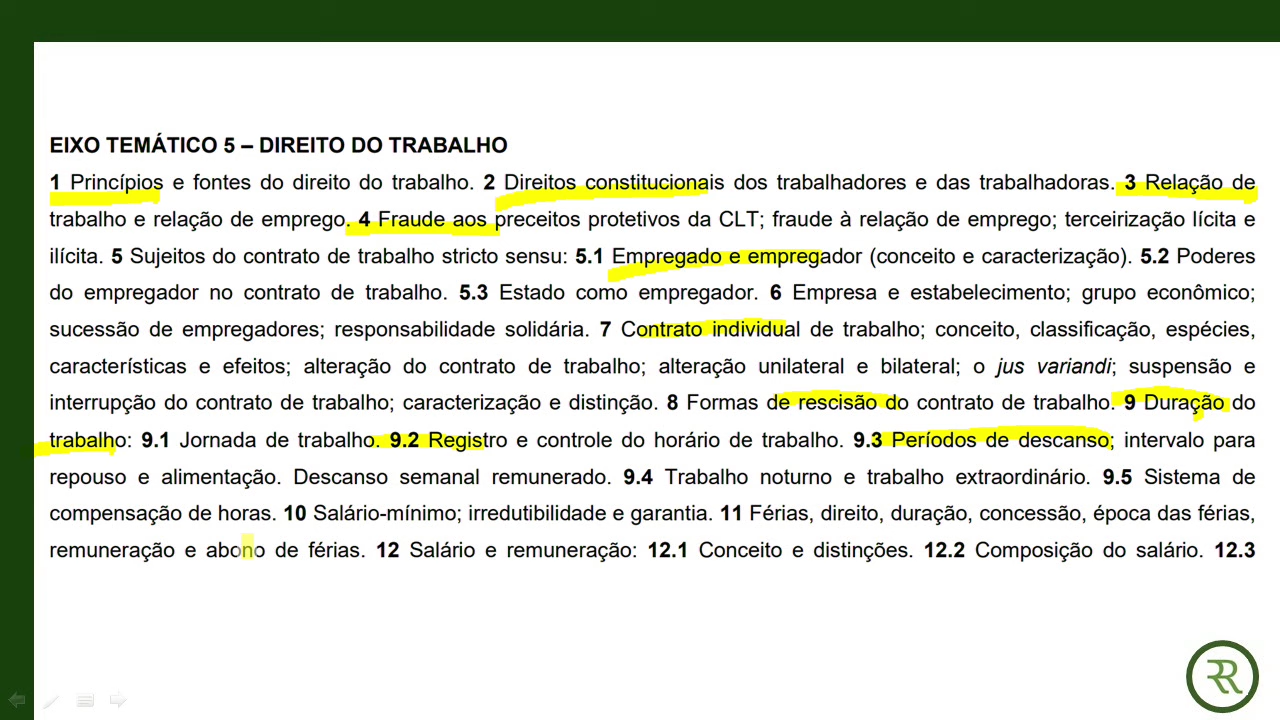 EIXO TEMÁTICO 5 – DIREITO DO TRABALHO
1 Princípios e fontes do direito do trabalho. 2 Direitos constitucionais dos trabalhadores e das trabalhadoras. 3 Relação de
trabalho e relação de emprego. 4 Fraude aos preceitos protetivos da CLT; fraude à relação de emprego; terceirização lícita e
ilícita. 5 Sujeitos do contrato de trabalho stricto sensu: 5.1 Empregado e empregador (conceito e caracterização). 5.2 Poderes
do empregador no contrato de trabalho. 5.3 Estado como empregador. 6 Empresa e estabelecimento; grupo econômico;
sucessão de empregadores; responsabilidade solidária. 7 Contrato individual de trabalho; conceito, classificação, espécies,
características e efeitos; alteração do contrato de trabalho; alteração unilateral e bilateral; o jus variandi; suspensão e
interrupção do contrato de trabalho; caracterização e distinção. 8 Formas de rescisão do contrato de trabalho. 9 Duração do
trabalho: 9.1 Jornada de trabalho. 9.2 Registro e controle do horário de trabalho. 9.3 Períodos de descanso; intervalo para
repouso e alimentação. Descanso semanal remunerado. 9.4 Trabalho noturno e trabalho extraordinário. 9.5 Sistema de
compensação de horas. 10 Salário-mínimo; irredutibilidade e garantia. 11 Férias, direito, duração, concessão, época das férias,
remuneração e abono de férias. 12 Salário e remuneração: 12.1 Conceito e distinções. 12.2 Composição do salário. 12.3